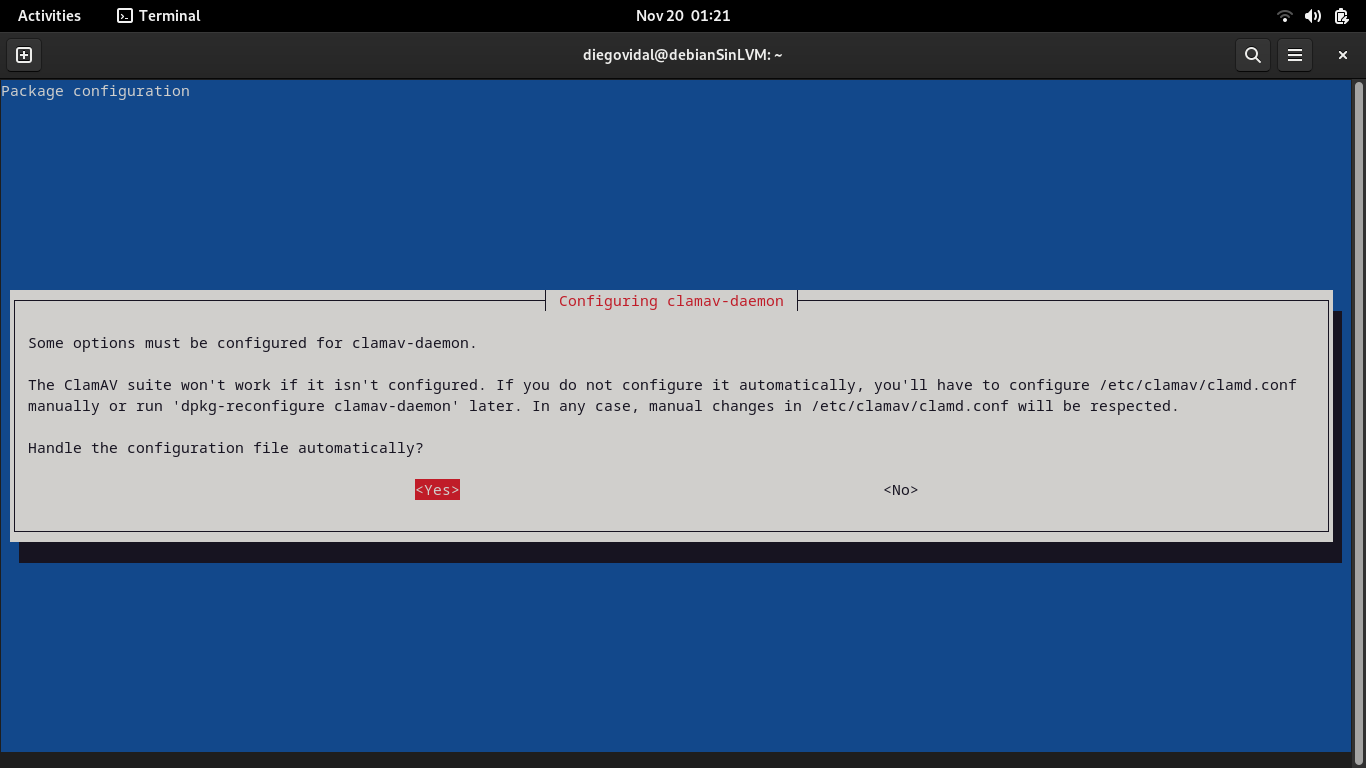 Activities
Terminal
Nov 20 01:21
diegovidal@debianSinLVM: ~
Package configuration
Configuring clamav-daemon
Some options must be configured for clamav-daemon.
The ClamAV suite won't work if it isn't configured. If you do not configure it automatically, you'll have to configure /etc/clamav/clamd.conf
manually or run 'dpkg-reconfigure clamav-daemon' later. In any case, manual changes in /etc/clamav/clamd.conf will be respected.
Handle the configuration file automatically?
<Yes>
<No>